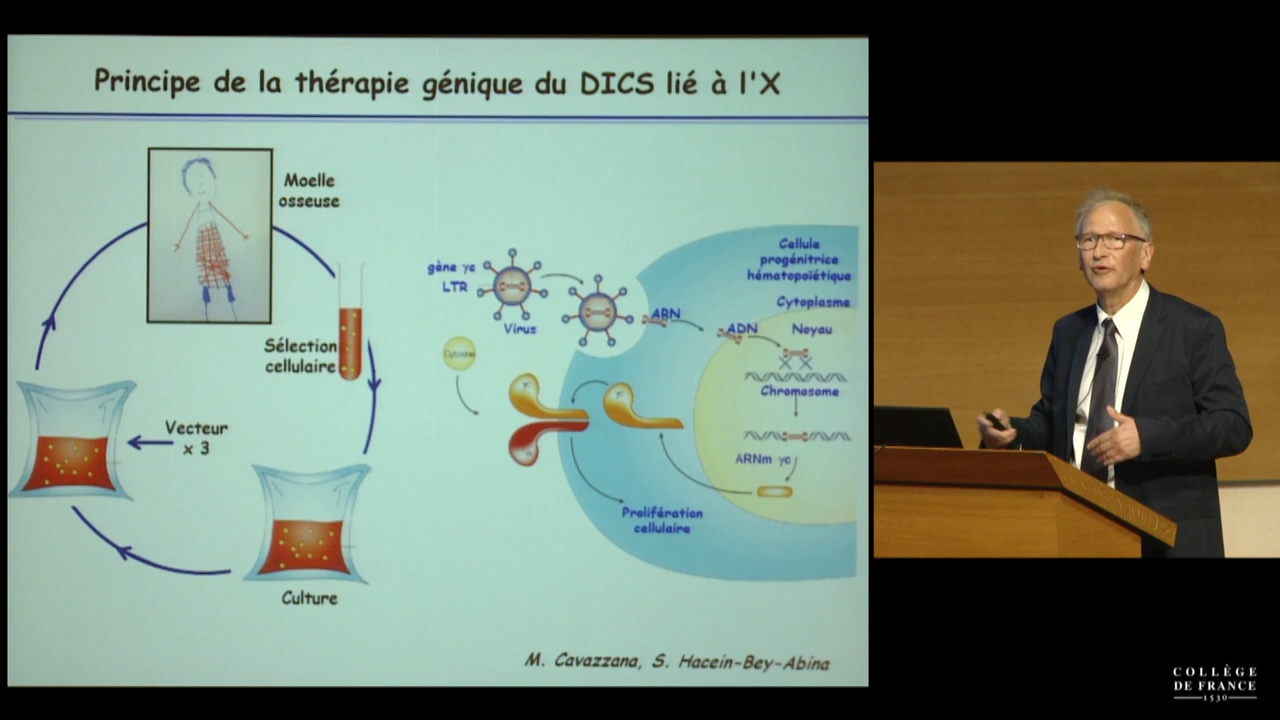 Principe de la thérapie génique du DICS lié à l'X
Moelle
osseuse
Sélection
cellulaire
Vecteur
x 3
Culture
gène γc
LTR
Virus
Cytokine
ARN
ADN
Cellule
progénitrice
hématopoïétique
Cytoplasme
Noyau
Chromosome
ARNm γc
γc
γc
α
Prolifération
cellulaire
M. Cavazzana, S. Hacein-Bey-Abina
COLLÈGE
DE FRANCE
1530